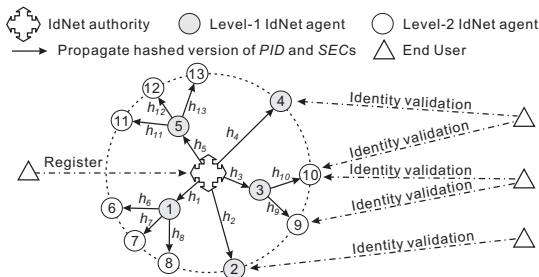 IdNet authority Level-1 IdNet agent Level-2 IdNet agent
Propagate hashed version of PID and SECs End User
13
12
h13
h12
11
h11
5
h5
4
h4
Identity validation
Identity validation
Register
h3
h10
10
3
h9
9
Identity validation
Identity validation
h1
h6
6
1
h7
7
h8
8
h2
2
Identity validation